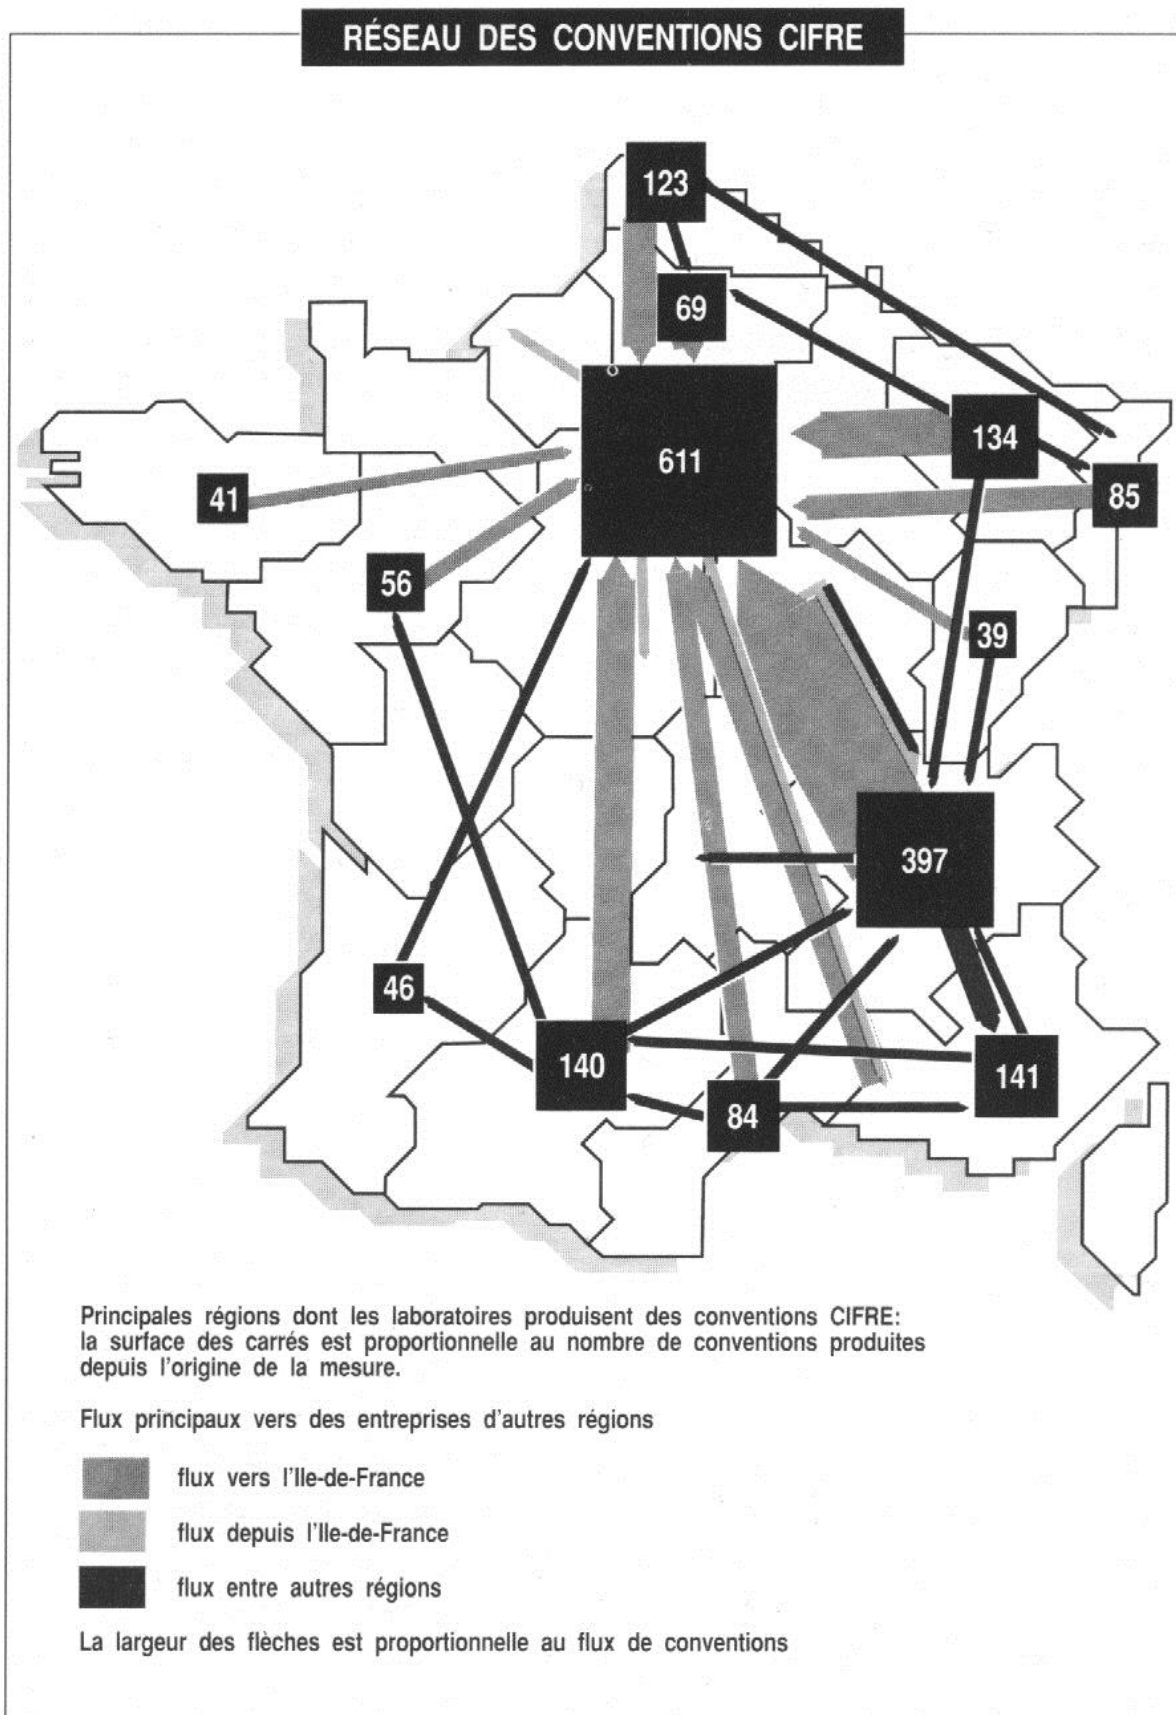 RÉSEAU DES CONVENTIONS CIFRE
123
69
611
134
41
85
56
39
397
46
140
141
84
Principales régions dont les laboratoires produisent des conventions CIFRE:
la surface des carrés est proportionnelle au nombre de conventions produites
depuis l'origine de la mesure.
Flux principaux vers des entreprises d'autres régions
flux vers l'Ile-de-France
flux depuis l'Ile-de-France
flux entre autres régions
La largeur des flèches est proportionnelle au flux de conventions